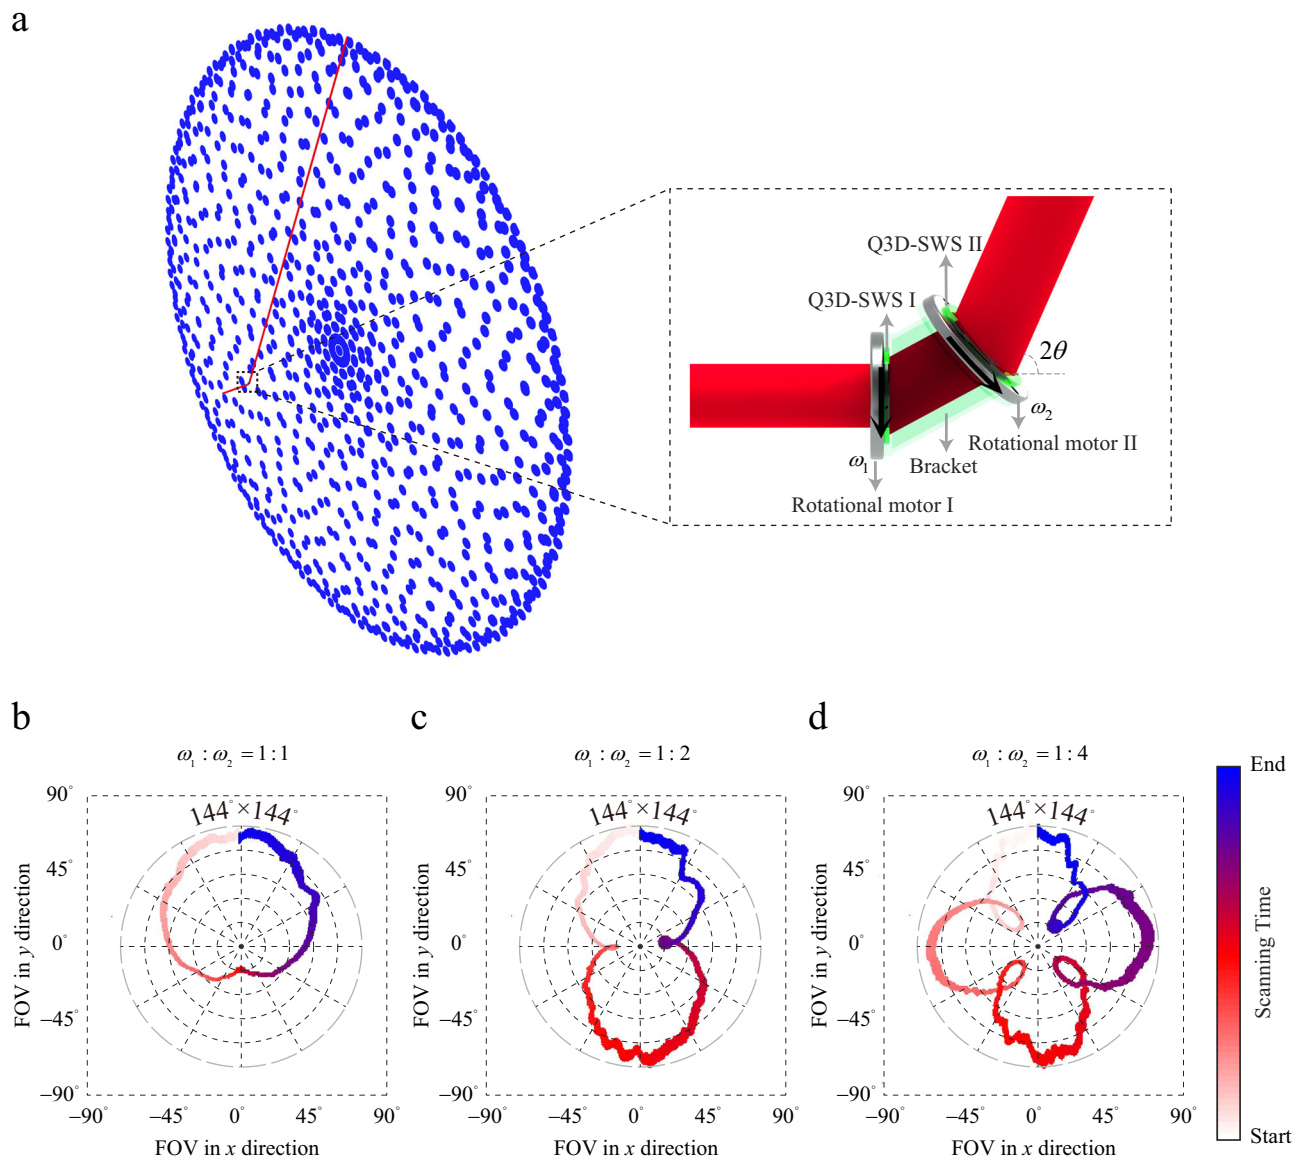 a
Q3D-SWS II
Q3D-SWS I
2θ
ω2
Rotational motor II
Bracket
ω1
Rotational motor I
b
c
d
ω1 : ω2 = 1:1
ω1 : ω2 = 1:2
ω1 : ω2 = 1:4
End
Scanning Time
Start
90°
45°
0°
−45°
−90°
FOV in y direction
144°×144°
−90°
−45°
0°
45°
90°
FOV in x direction
90°
45°
0°
−45°
−90°
FOV in y direction
144°×144°
−90°
−45°
0°
45°
90°
FOV in x direction
90°
45°
0°
−45°
−90°
FOV in y direction
144°×144°
−90°
−45°
0°
45°
90°
FOV in x direction